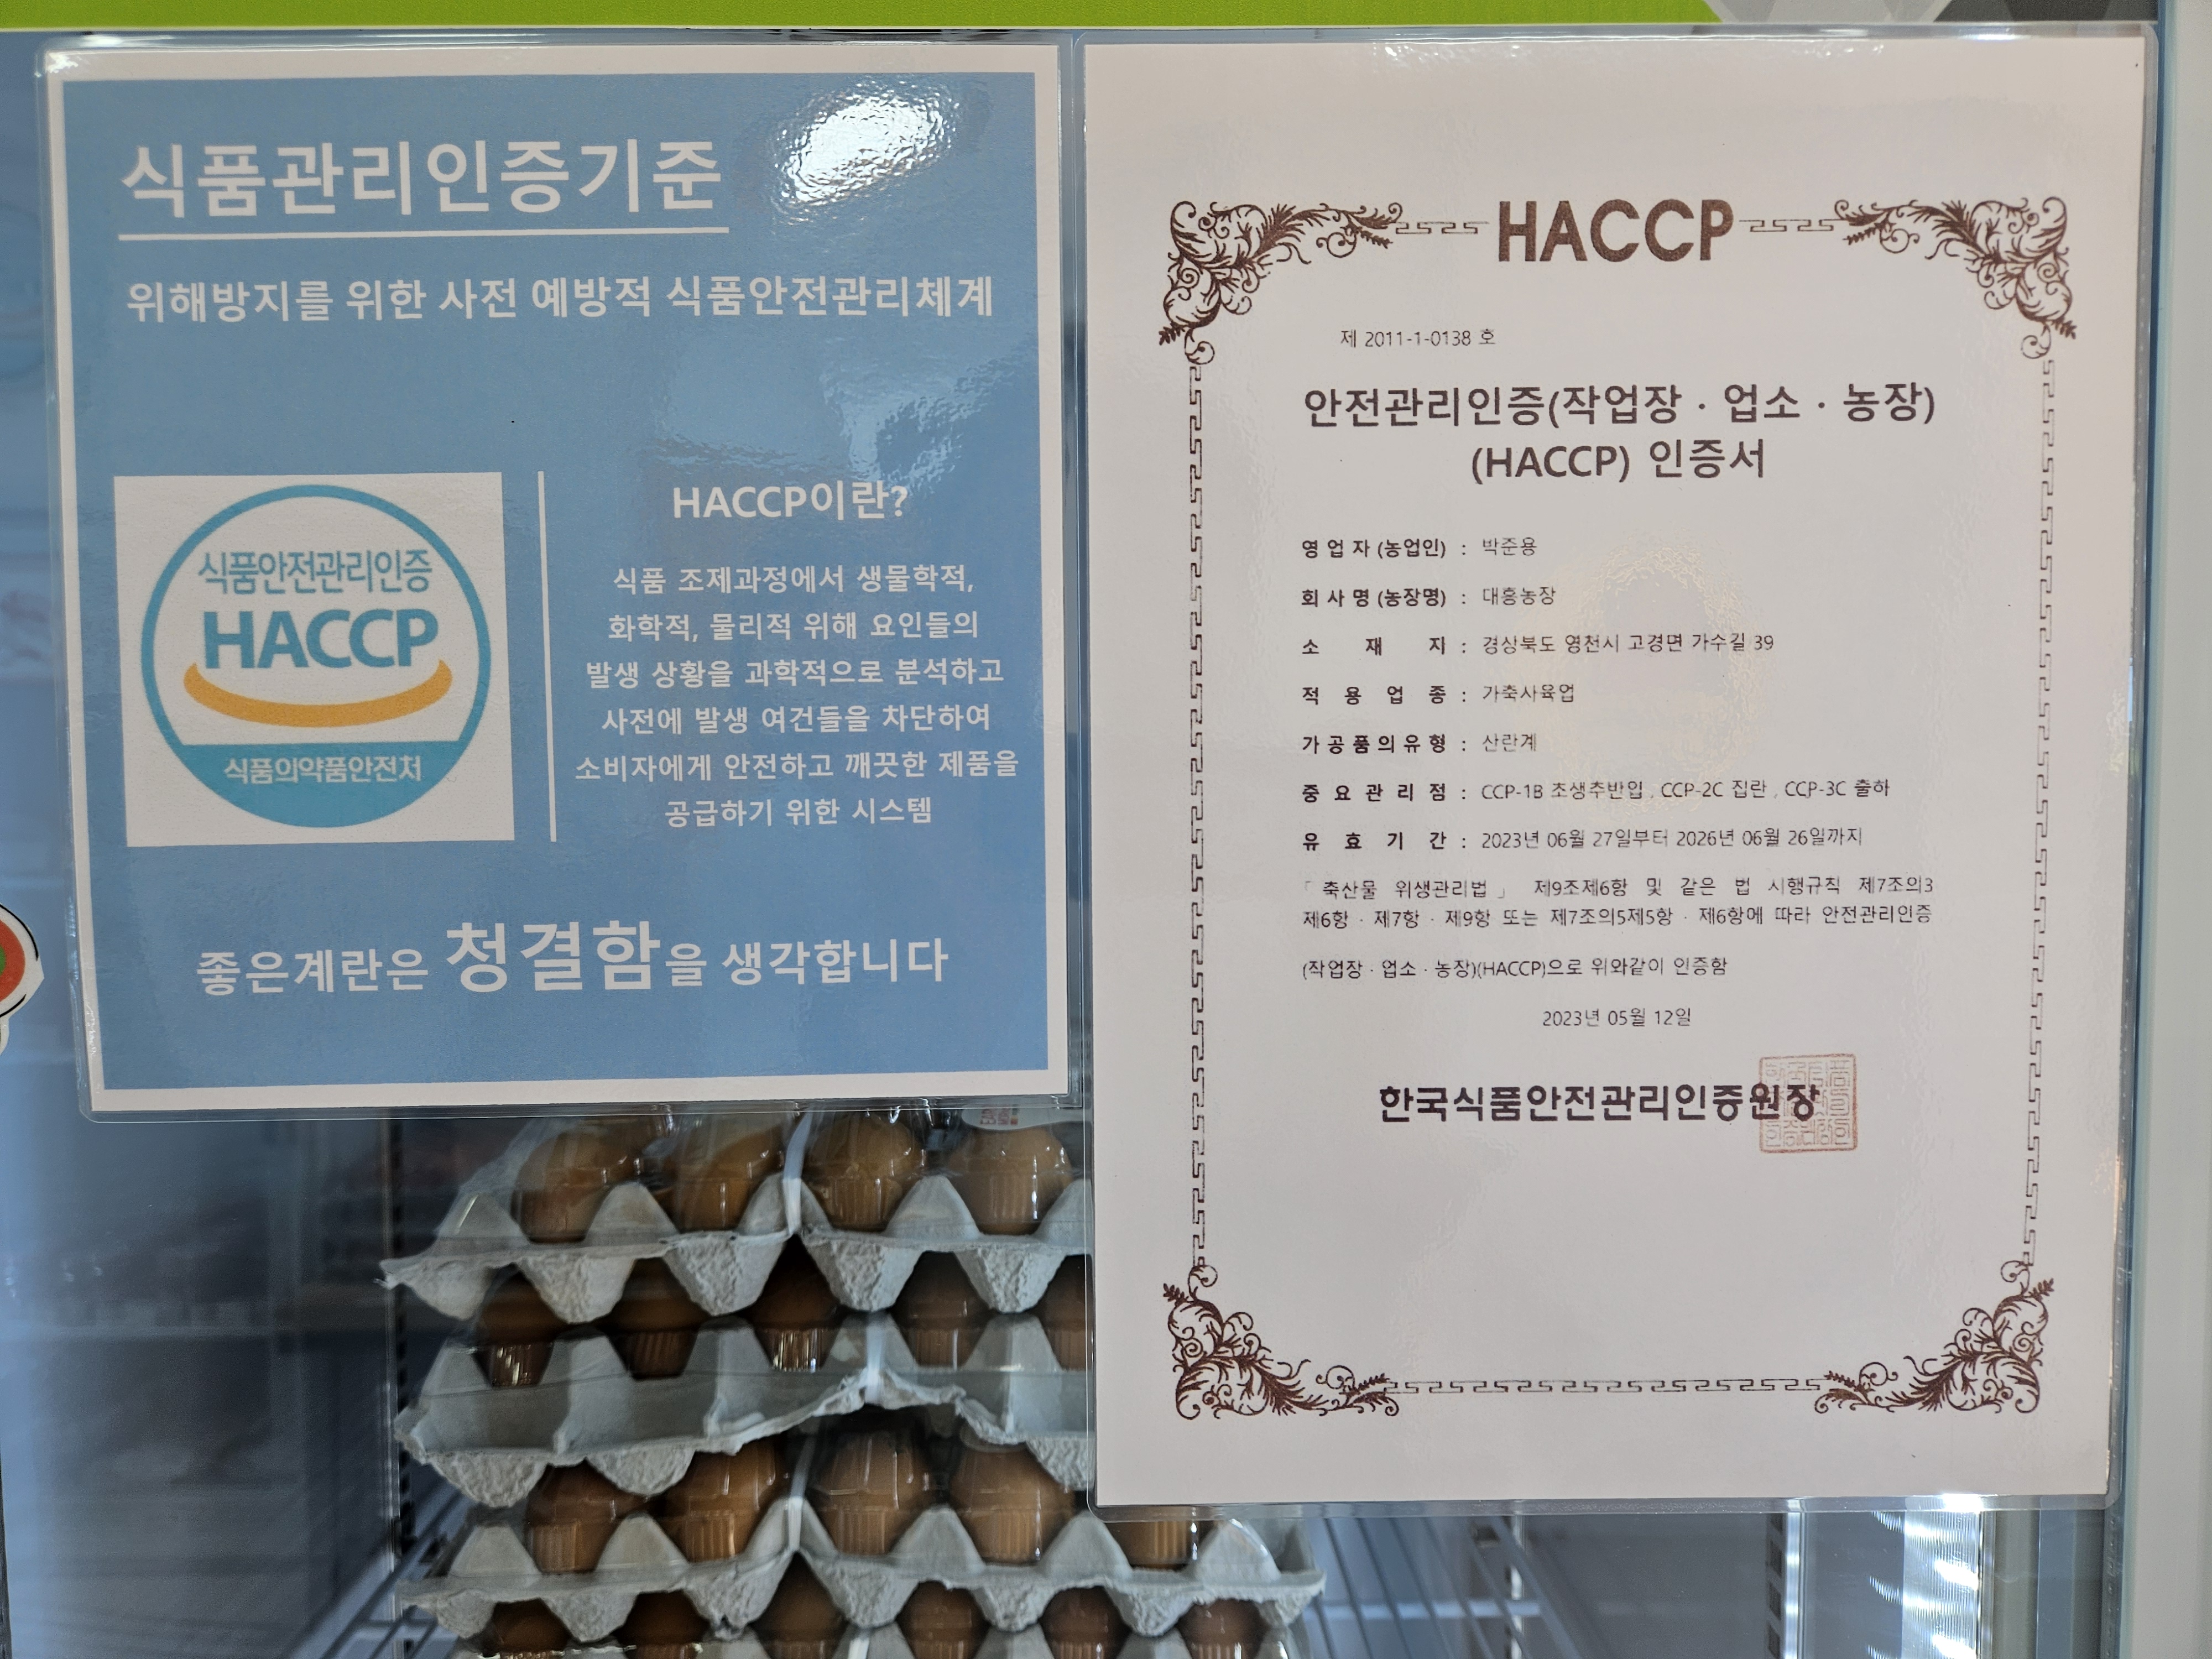 식품관리인증기준
위해방지를 위한 사전 예방적 식품안전관리체계
식품안전관리인증
HACCP
식품의약품안전처
HACCP이란?
식품 조제과정에서 생물학적,
화학적, 물리적 위해 요인들의
발생 상황을 과학적으로 분석하고
사전에 발생 여건들을 차단하여
소비자에게 안전하고 깨끗한 제품을
공급하기 위한 시스템
좋은계란은 청결함을 생각합니다
HACCP
제 2011-1-0138 호
안전관리인증(작업장 · 업소 · 농장)
(HACCP) 인증서
영 업 자 (농업인) : 박준용
회 사 명 (농장명) : 대흥농장
소 재 지 : 경상북도 영천시 고경면 가수길 39
적 용 업 종 : 가축사육업
가 공 품 의 유 형 : 산란계
중 요 관 리 점 : CCP-1B 초생추반입 , CCP-2C 집란 , CCP-3C 출하
유 효 기 간 : 2023년 06월 27일부터 2026년 06월 26일까지
「 축산물 위생관리법 」 제9조제6항 및 같은 법 시행규칙 제7조의3
제6항 · 제7항 · 제9항 또는 제7조의5제5항 · 제6항에 따라 안전관리인증
(작업장 · 업소 · 농장)(HACCP)으로 위와같이 인증함
2023년 05월 12일
한국식품안전관리인증원장